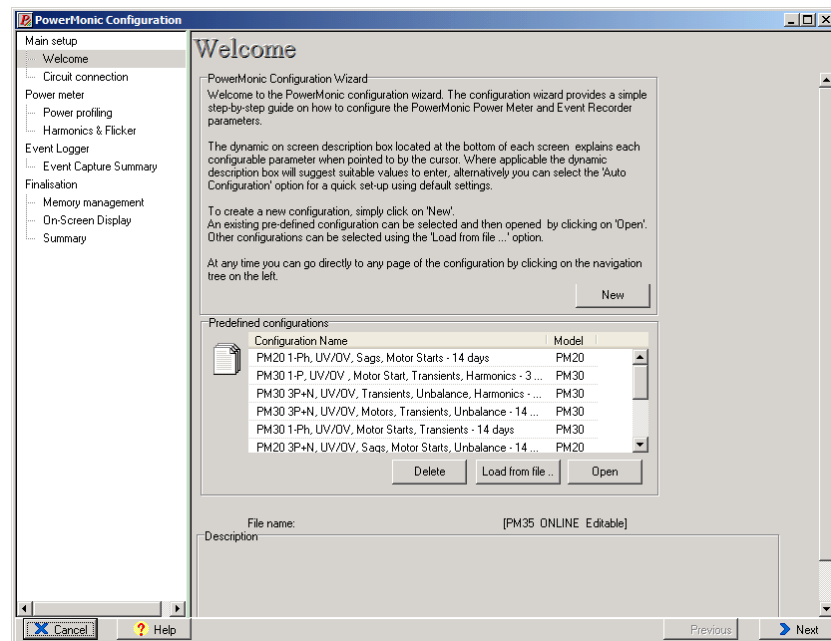 PowerMonic Configuration
Main setup
Welcome
Circuit connection
Power meter
Power profiling
Harmonics & Flicker
Event Logger
Event Capture Summary
Finalisation
Memory management
On-Screen Display
Summary
Welcome
PowerMonic Configuration Wizard
Welcome to the PowerMonic configuration wizard. The configuration wizard provides a simple
step-by-step guide on how to configure the PowerMonic Power Meter and Event Recorder
parameters.
The dynamic on screen description box located at the bottom of each screen explains each
configurable parameter when pointed to by the cursor. Where applicable the dynamic
description box will suggest suitable values to enter, alternatively you can select the 'Auto
Configuration' option for a quick set-up using default settings.
To create a new configuration, simply click on 'New'.
An existing pre-defined configuration can be selected and then opened by clicking on 'Open'.
Other configurations can be selected using the 'Load from file ...' option.
At any time you can go directly to any page of the configuration by clicking on the navigation
tree on the left.
New
Predefined configurations
Configuration Name Model
PM20 1-Ph, UV/OV, Sags, Motor Starts - 14 days PM20
PM30 1-P, UV/OV , Motor Start, Transients, Harmonics - 3 ... PM30
PM30 3P+N, UV/OV, Transients, Unbalance, Harmonics - ... PM30
PM30 3P+N, UV/OV, Motors, Transients, Unbalance - 14 ... PM30
PM30 1-Ph, UV/OV, Motor Starts, Transients - 14 days PM30
PM20 3P+N, UV/OV, Sags, Motor Starts, Unbalance - 14 ... PM20
Delete Load from file .. Open
File name: [PM35 ONLINE Editable]
Description
Cancel ? Help Previous Next